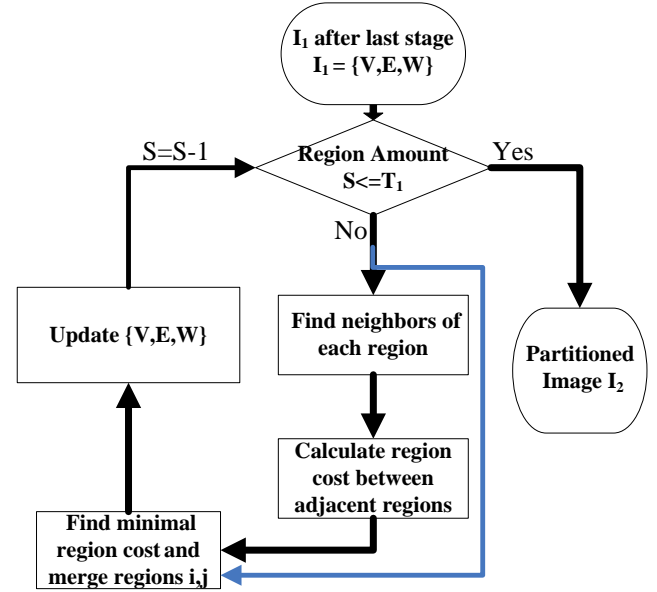 I₁ after last stage
I₁ = {V,E,W}
S=S-1
Region Amount
S<=T₁
Yes
No
Find neighbors of
each region
Update {V,E,W}
Partitioned
Image I₂
Calculate region
cost between
adjacent regions
Find minimal
region cost and
merge regions i,j